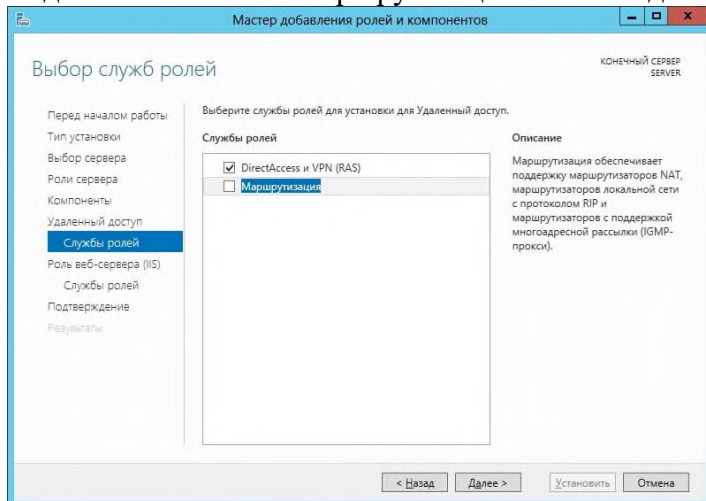 Мастер добавления ролей и компонентов
Выбор служб ролей
КОНЕЧНЫЙ СЕРВЕР
SERVER
Перед началом работы
Тип установки
Выбор сервера
Роли сервера
Компоненты
Удаленный доступ
Службы ролей
Роль веб-сервера (IIS)
Службы ролей
Подтверждение
Результаты
Выберите службы ролей для установки для Удаленный доступ.
Службы ролей
DirectAccess и VPN (RAS)
Маршрутизация
Описание
Маршрутизация обеспечивает
поддержку маршрутизаторов NAT,
маршрутизаторов локальной сети
с протоколом RIP и
маршрутизаторов с поддержкой
многоадресной рассылки (IGMP-
прокси).
< Назад
Далее >
Установить
Отмена